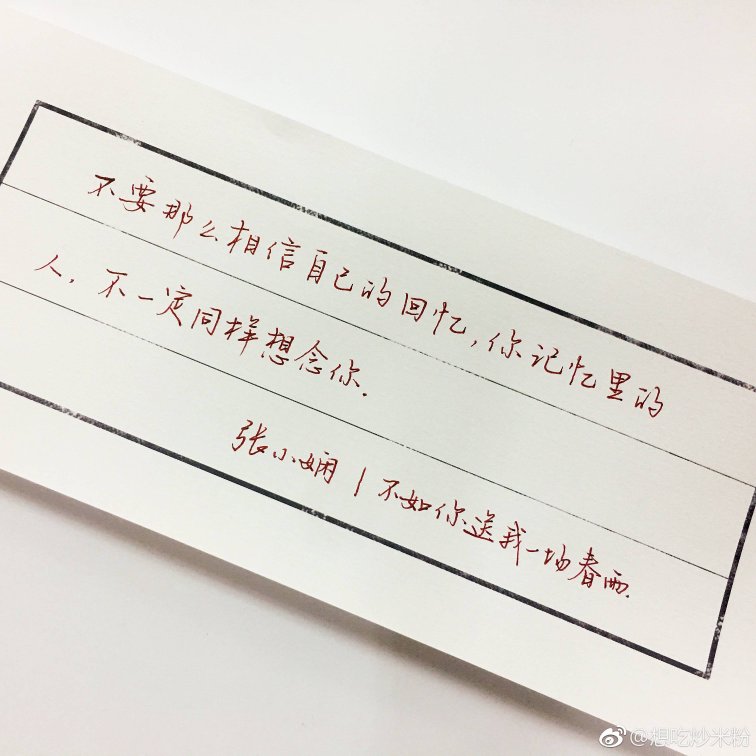 不要那么相信自己的回忆,你记忆里的
人,不一定同样想念你.
张小娴 / 不如你送我一场春雨.
@想吃炒米粉